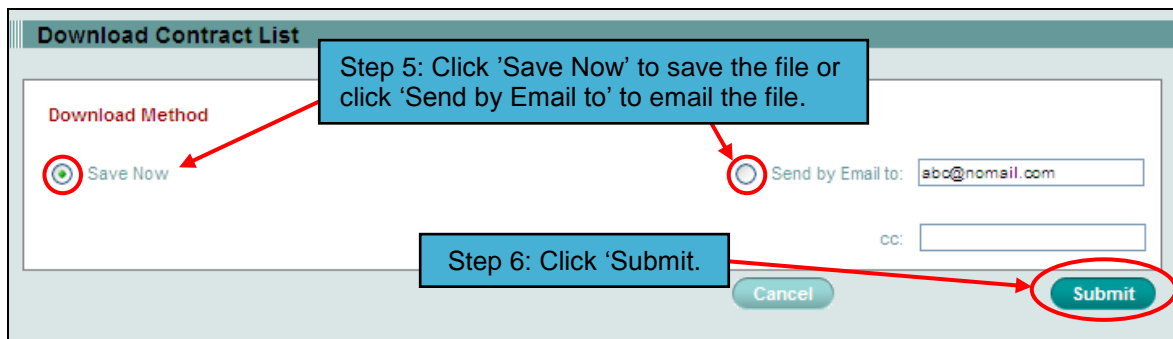 Download Contract List
Step 5: Click ’Save Now’ to save the file or
click ‘Send by Email to’ to email the file.
Download Method
Save Now
Send by Email to: abc@nomail.com
cc:
Step 6: Click ‘Submit.
Cancel
Submit